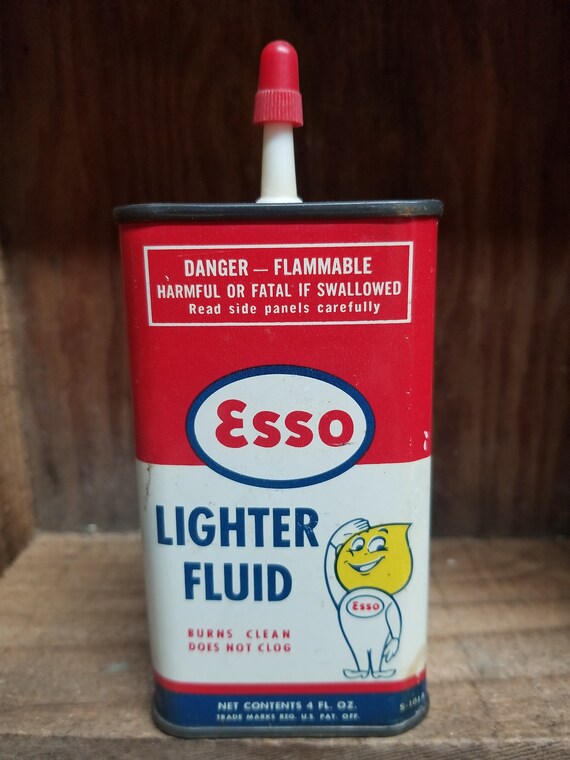 DANGER — FLAMMABLE
HARMFUL OR FATAL IF SWALLOWED
Read side panels carefully
Esso
LIGHTER
FLUID
Esso
BURNS CLEAN
DOES NOT CLOG
NET CONTENTS 4 FL. OZ.
TRADE MARKS REG. U.S. PAT. OFF.